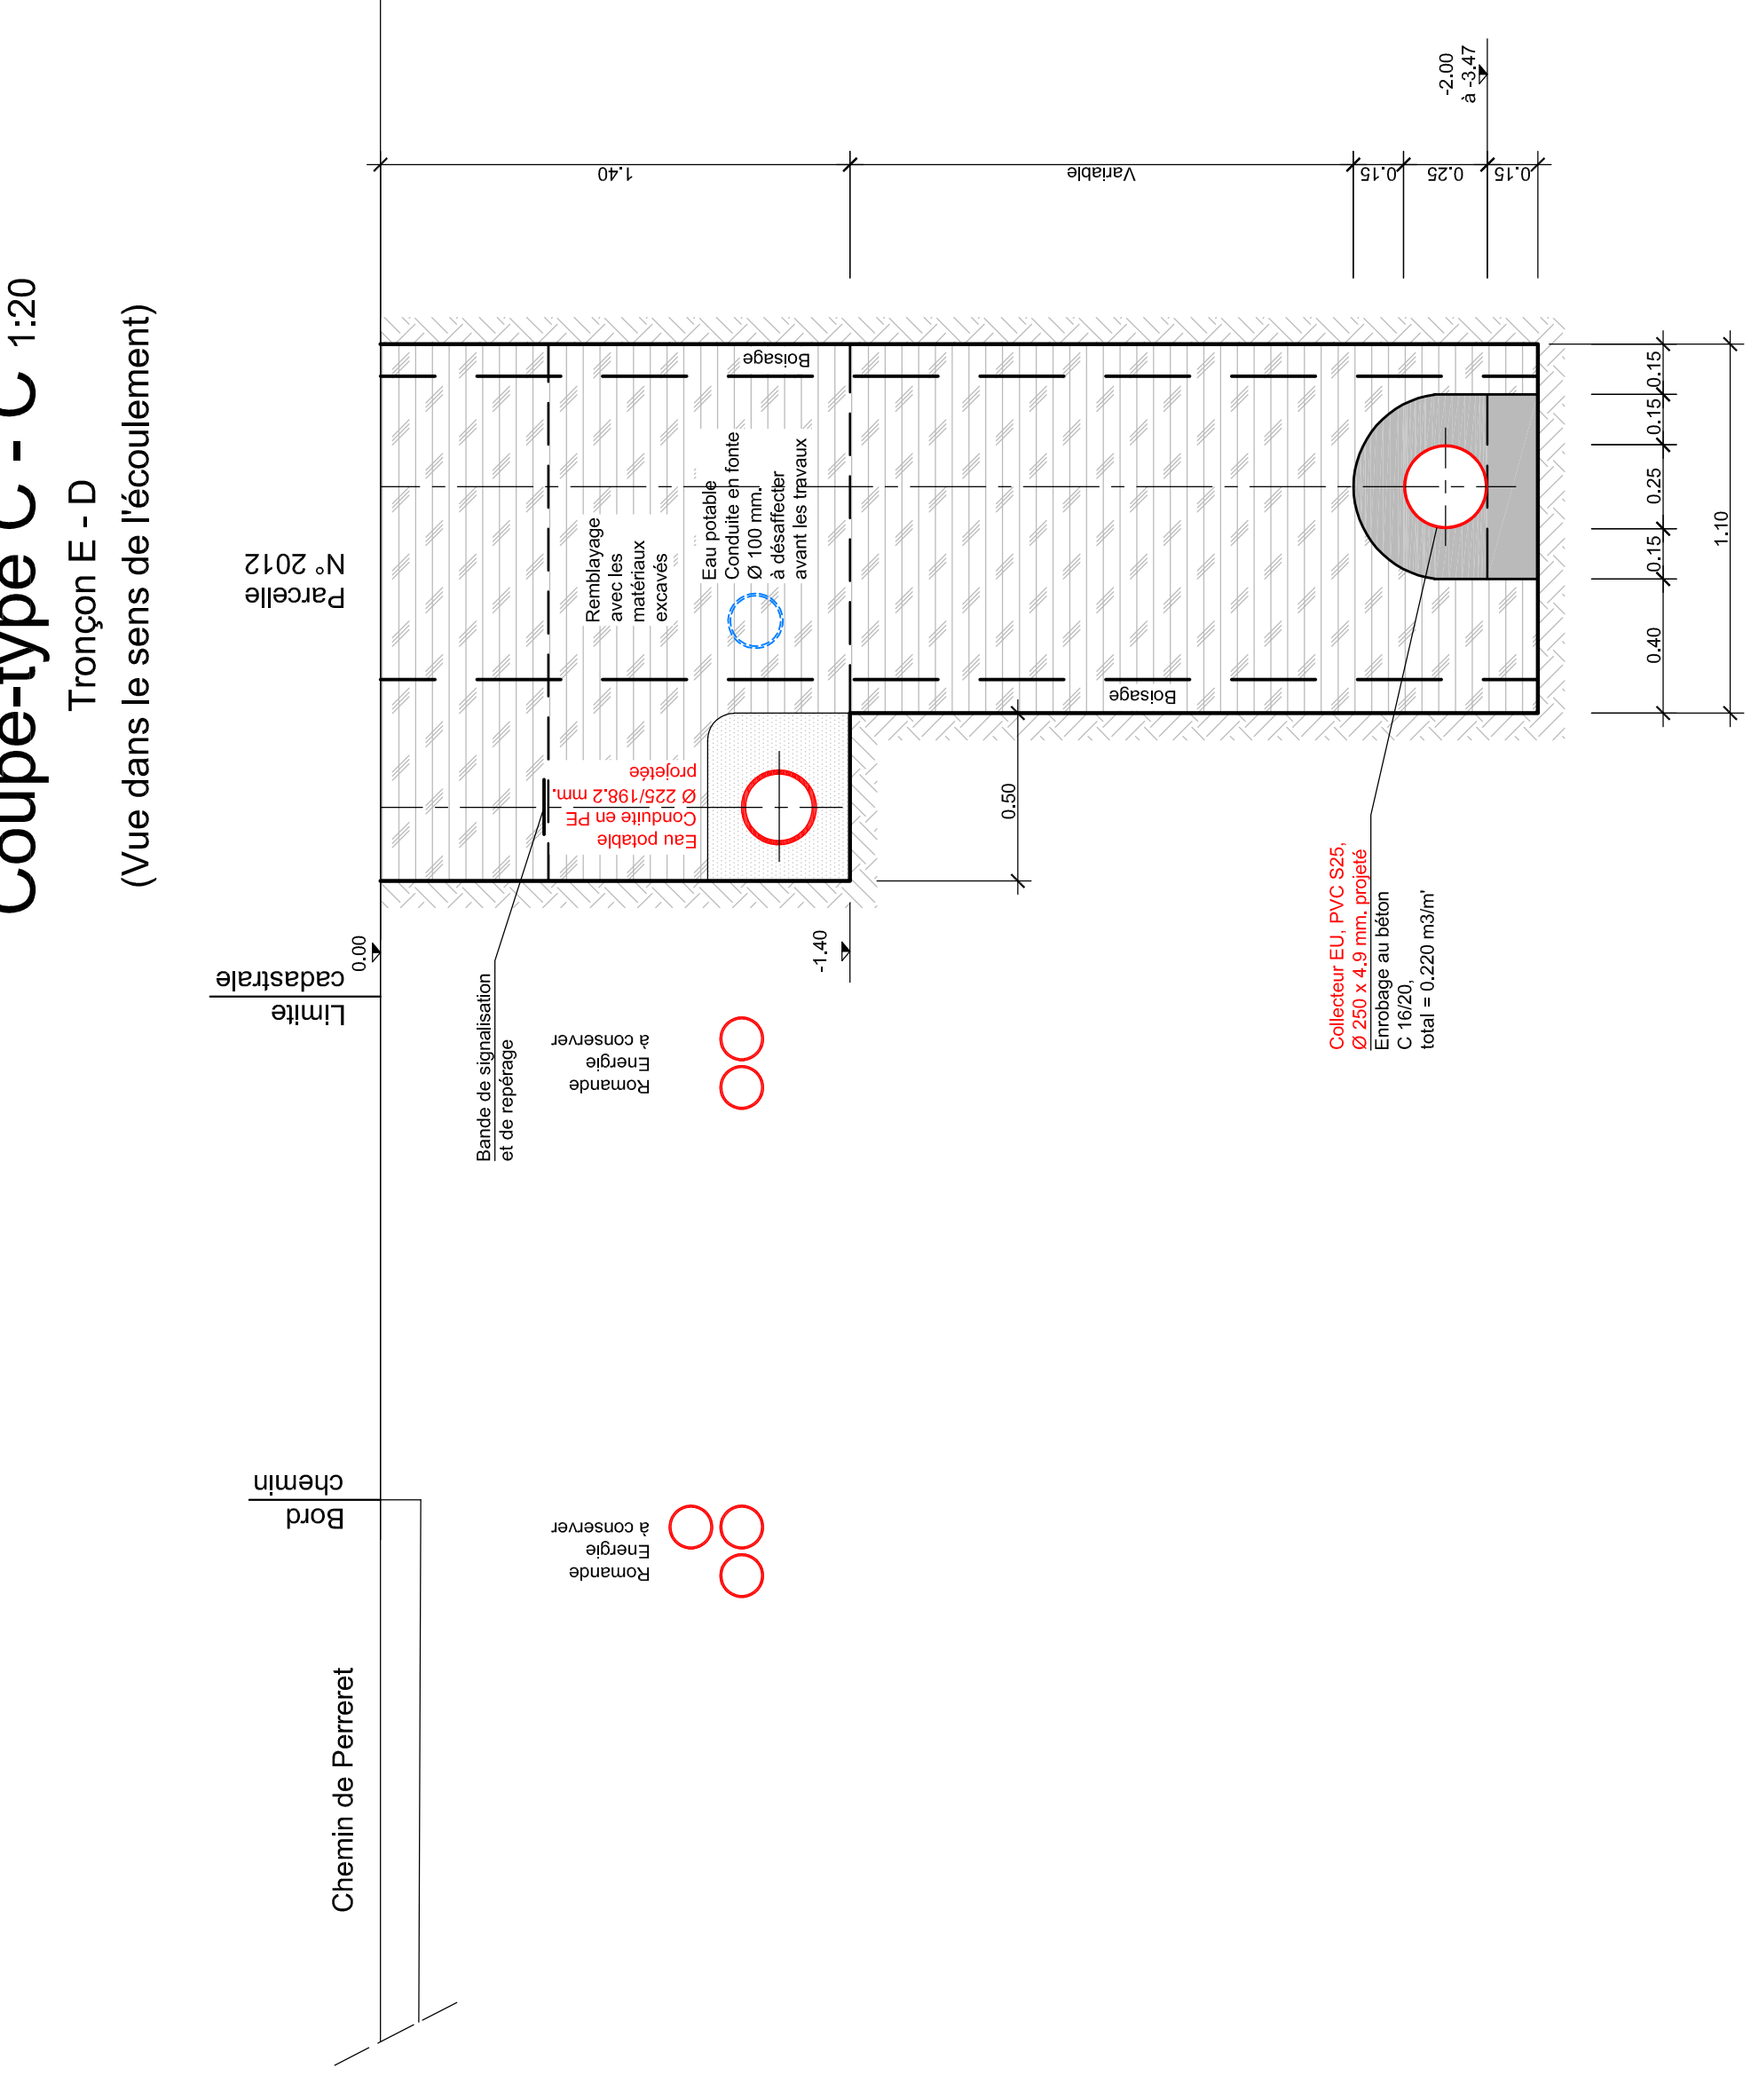 Coupe-type C - C 1:20
Tronçon E - D
(Vue dans le sens de l'écoulement)
Parcelle
N° 2012
Limite
cadastrale
Bord
chemin
Chemin de Perreret
0.00
-1.40
Bande de signalisation
et de repérage
Romande
Energie
à conserver
Romande
Energie
à conserver
Eau potable
Conduite en PE
Ø 225/198.2 mm.
projetée
Remblayage
avec les
matériaux
excavés
Eau potable
Conduite en fonte
Ø 100 mm.
à désaffecter
avant les travaux
Boisage
Boisage
Collecteur EU, PVC S25,
Ø 250 x 4.9 mm, projeté
Enrobage au béton
C 16/20,
total = 0.220 m3/m'
1.40
Variable
0.15
0.25
0.15
-2.00
à -3.47
0.50
0.40
0.15
0.25
0.15
0.15
1.10